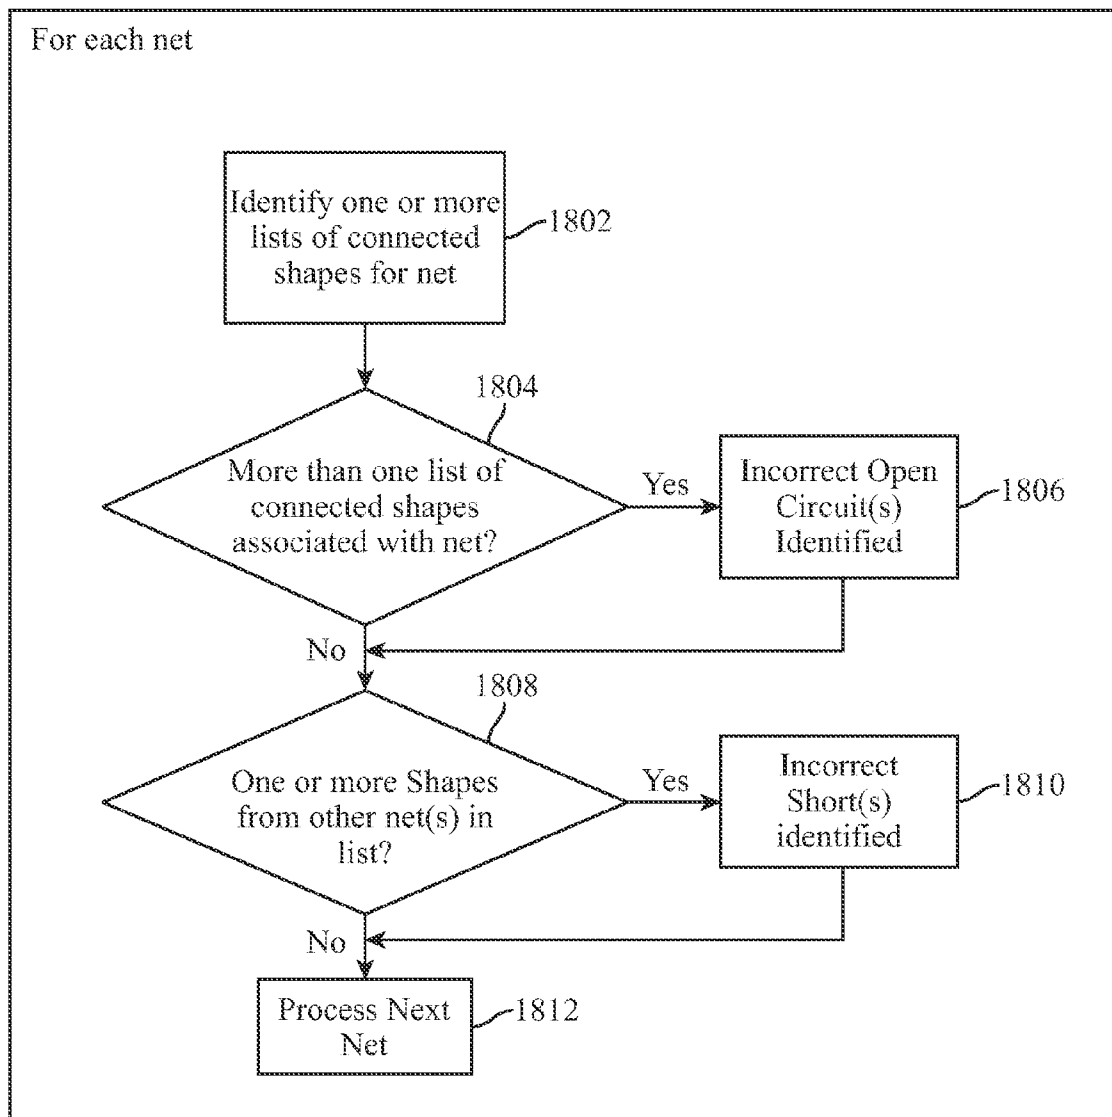 For each net
Identify one or more
lists of connected
shapes for net
1802
1804
More than one list of
connected shapes
associated with net?
Yes
Incorrect Open
Circuit(s)
Identified
1806
No
1808
One or more Shapes
from other net(s) in
list?
Yes
Incorrect
Short(s)
identified
1810
No
Process Next
Net
1812